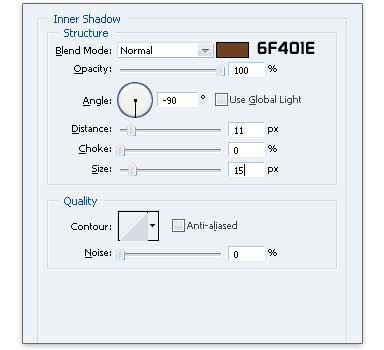 Inner Shadow
Structure
Blend Mode: Normal 6F401E
Opacity: 100 %
Angle: -90 ° Use Global Light
Distance: 11 px
Choke: 0 %
Size: 15 px
Quality
Contour: Anti-aliased
Noise: 0 %